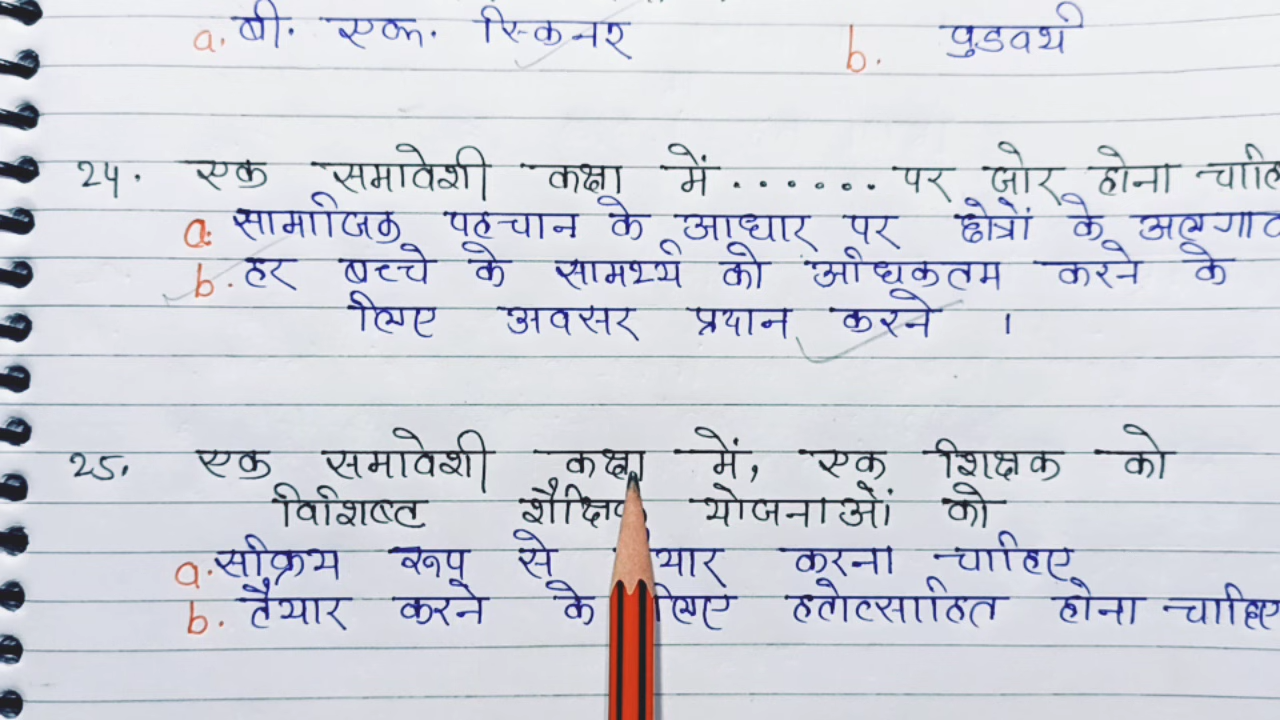 a. बी. एफ. स्किनर b. वुडवर्थ
24. एक समावेशी कक्षा में ....... पर जोर होना चाहि
a. सामाजिक पहचान के आधार पर छात्रों के अलगाव
b. हर बच्चे के सामर्थ्य को अधिकतम करने के
लिए अवसर प्रदान करने ।
25. एक समावेशी कक्षा में, एक शिक्षक को
विशिष्ट योजनाओं को
a. सक्रिय रूप से करना चाहिए
b. तैयार करने के लिए हतोत्साहित होना चाहिए